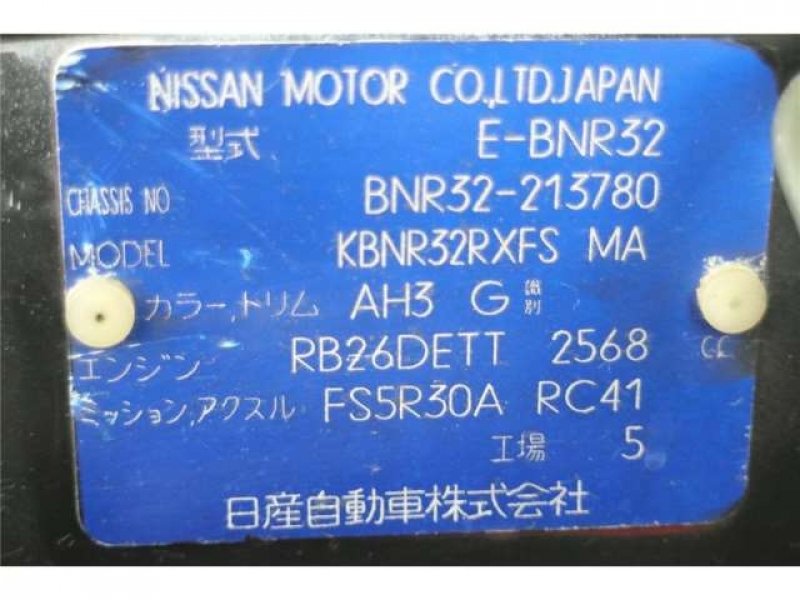 NISSAN MOTOR CO.,LTD.JAPAN
型式 E-BNR32
CHASSIS NO BNR32-213780
MODEL KBNR32RXFS MA
カラー,トリム AH3 G 識別
エンジン RB26DETT 2568 cc
ミッション,アクスル FS5R30A RC41
工場 5
日産自動車株式会社